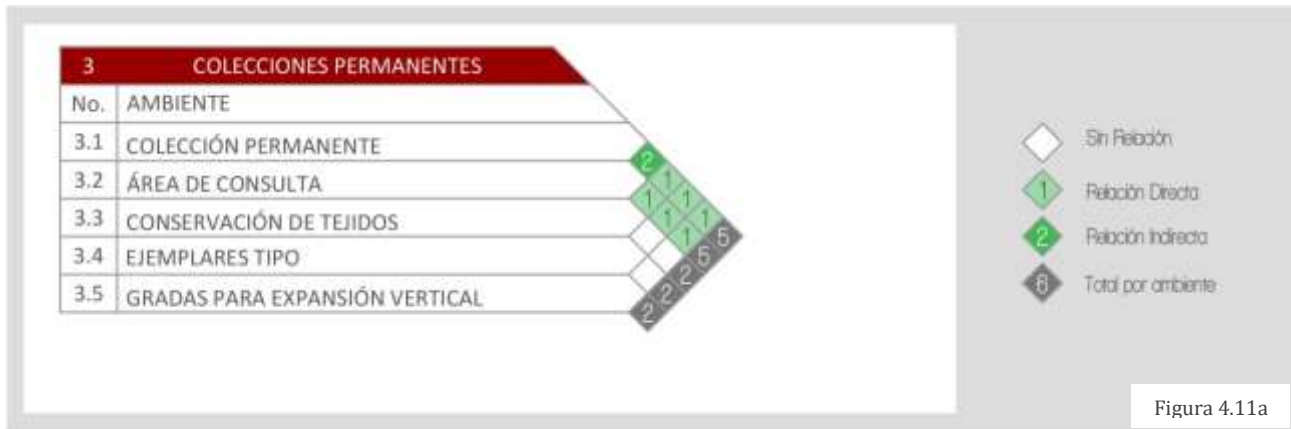 3 COLECCIONES PERMANENTES
No. AMBIENTE
3.1 COLECCIÓN PERMANENTE
3.2 ÁREA DE CONSULTA
3.3 CONSERVACIÓN DE TEJIDOS
3.4 EJEMPLARES TIPO
3.5 GRADAS PARA EXPANSIÓN VERTICAL
2
1
1 1
1 1
1
5
5
2
2
2
Sin Relación
1 Relación Directa
2 Relación Indirecta
6 Total por ambiente
Figura 4.11a